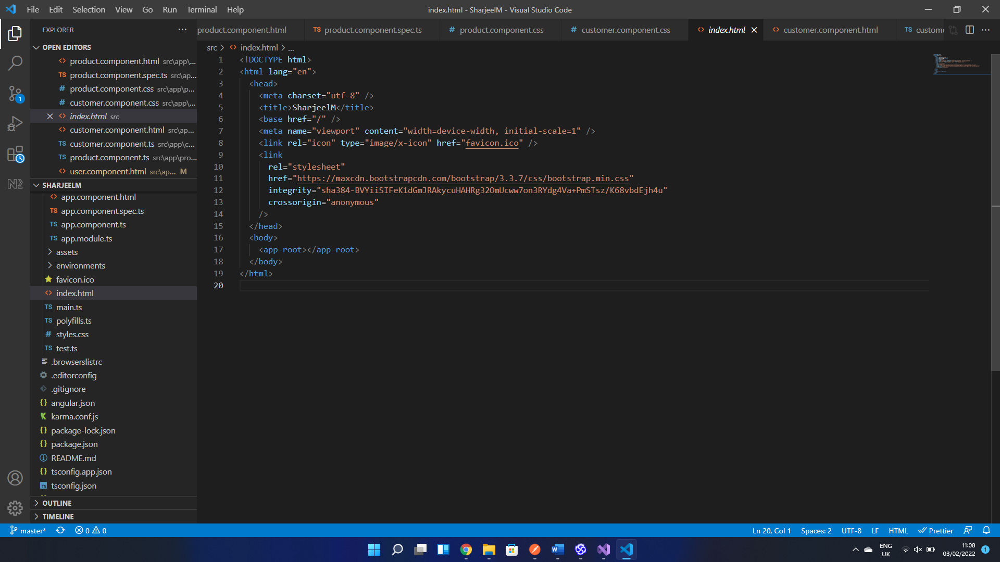 File Edit Selection View Go Run Terminal Help
index.html - SharjeelM - Visual Studio Code
EXPLORER
OPEN EDITORS
product.component.html src\app\...
product.component.spec.ts src\ap...
product.component.css src\app\p...
customer.component.css src\app\...
index.html src
customer.component.html src\ap...
customer.component.ts src\app\c...
product.component.ts src\app\pro...
user.component.html src\ap... M
SHARJEELM
app.component.html
app.component.spec.ts
app.component.ts
app.module.ts
assets
environments
favicon.ico
index.html
main.ts
polyfills.ts
styles.css
test.ts
.browserslistrc
.editorconfig
.gitignore
angular.json
karma.conf.js
package-lock.json
package.json
README.md
tsconfig.app.json
tsconfig.json
OUTLINE
TIMELINE
product.component.html product.component.spec.ts product.component.css customer.component.css index.html customer.component.html custome
src > index.html > ...
1 <!DOCTYPE html>
2 <html lang="en">
3 <head>
4 <meta charset="utf-8" />
5 <title>SharjeelM</title>
6 <base href="/" />
7 <meta name="viewport" content="width=device-width, initial-scale=1" />
8 <link rel="icon" type="image/x-icon" href="favicon.ico" />
9 <link
10 rel="stylesheet"
11 href="https://maxcdn.bootstrapcdn.com/bootstrap/3.3.7/css/bootstrap.min.css"
12 integrity="sha384-BVYiiSIFeK1dGmJRAkycuHAHRg32OmUcww7on3RYdg4Va+PmSTsz/K68vbdEjh4u"
13 crossorigin="anonymous"
14 />
15 </head>
16 <body>
17 <app-root></app-root>
18 </body>
19 </html>
20
master* 0 0 Ln 20, Col 1 Spaces: 2 UTF-8 LF HTML Prettier
ENG
UK
11:08
03/02/2022
1